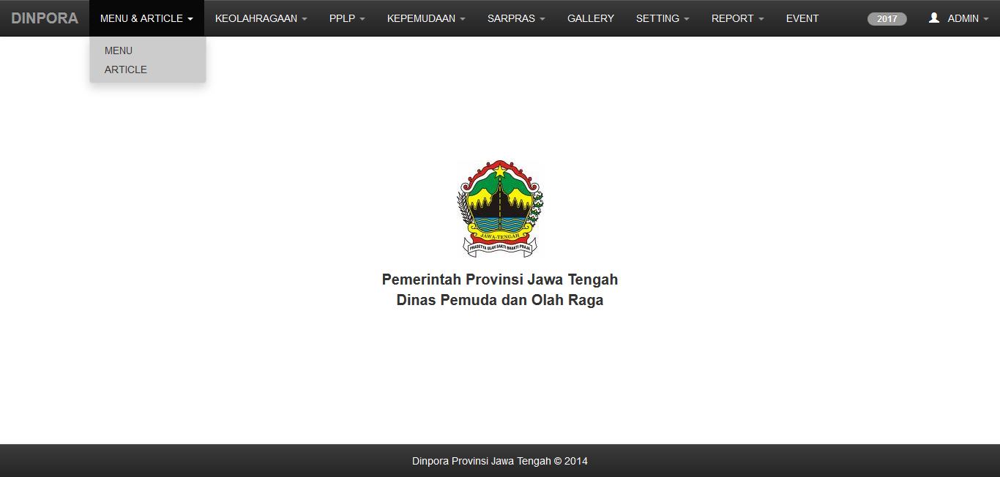 DINPORA MENU & ARTICLE KEOLAHRAGAAN PPLP KEPEMUDAAN SARPRAS GALLERY SETTING REPORT EVENT 2017 ADMIN
MENU
ARTICLE
JAWA-TENGAH
PRASETYA ULAH SAKTI BHAKTI PRAJA
Pemerintah Provinsi Jawa Tengah
Dinas Pemuda dan Olah Raga
Dinpora Provinsi Jawa Tengah © 2014